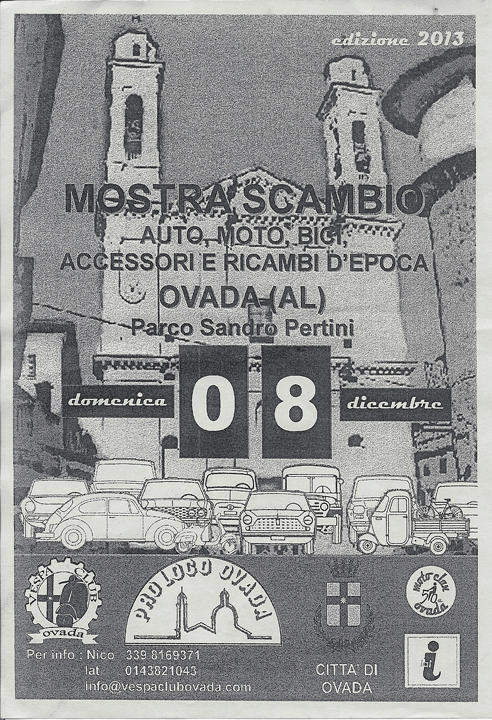 edizione 2013
MOSTRA SCAMBIO
AUTO, MOTO, BICI,
ACCESSORI E RICAMBI D'EPOCA
OVADA (AL)
Parco Sandro Pertini
domenica 08 dicembre
VESPA CLUB
ovada
PRO LOCO OVADA
moto club
ovada
Per info : Nico 339 8169371
Iat 0143821043
info@vespaclubovada.com
CITTA' DI
OVADA
iat